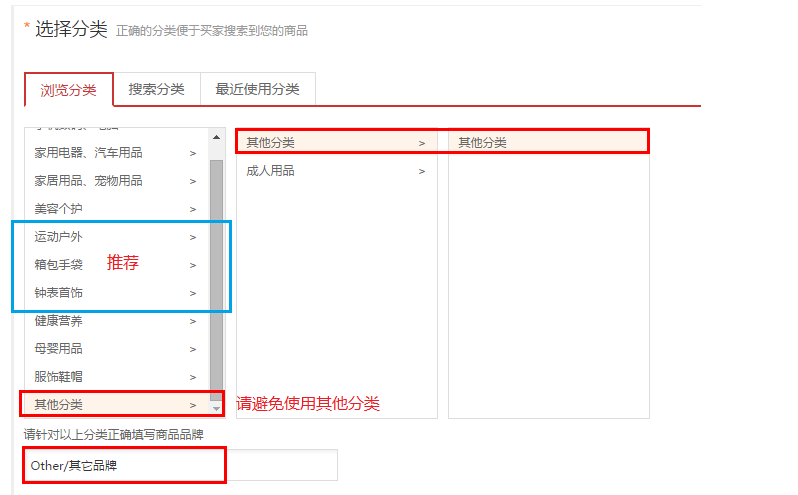 * 选择分类 正确的分类便于买家搜索到您的商品
浏览分类 搜索分类 最近使用分类
家用电器、汽车用品 >
家居用品、宠物用品 >
美容个护 >
运动户外 >
箱包手袋 >
钟表首饰 >
健康营养 >
母婴用品 >
服饰鞋帽 >
其他分类 >
推荐
其他分类 >
成人用品 >
其他分类
请避免使用其他分类
请针对以上分类正确填写商品品牌
Other/其它品牌